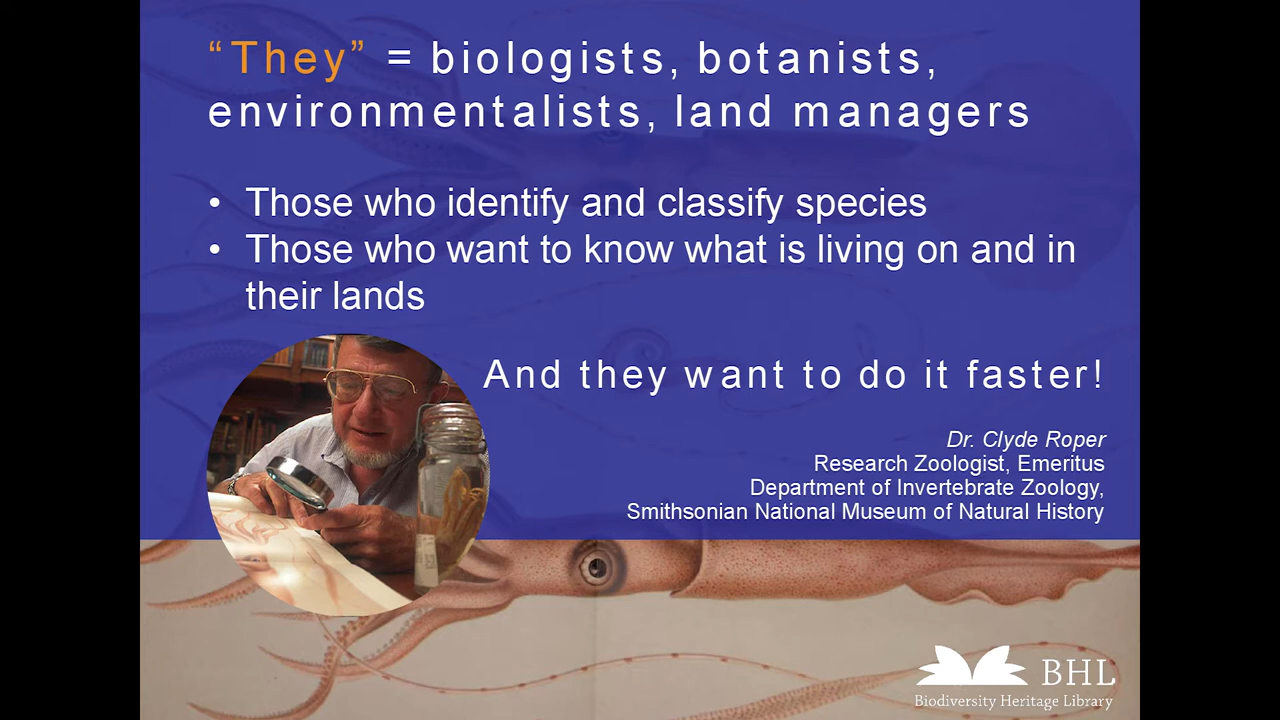 “They” = biologists, botanists,
environmentalists, land managers
• Those who identify and classify species
• Those who want to know what is living on and in
their lands
And they want to do it faster!
Dr. Clyde Roper
Research Zoologist, Emeritus
Department of Invertebrate Zoology,
Smithsonian National Museum of Natural History
BHL
Biodiversity Heritage Library